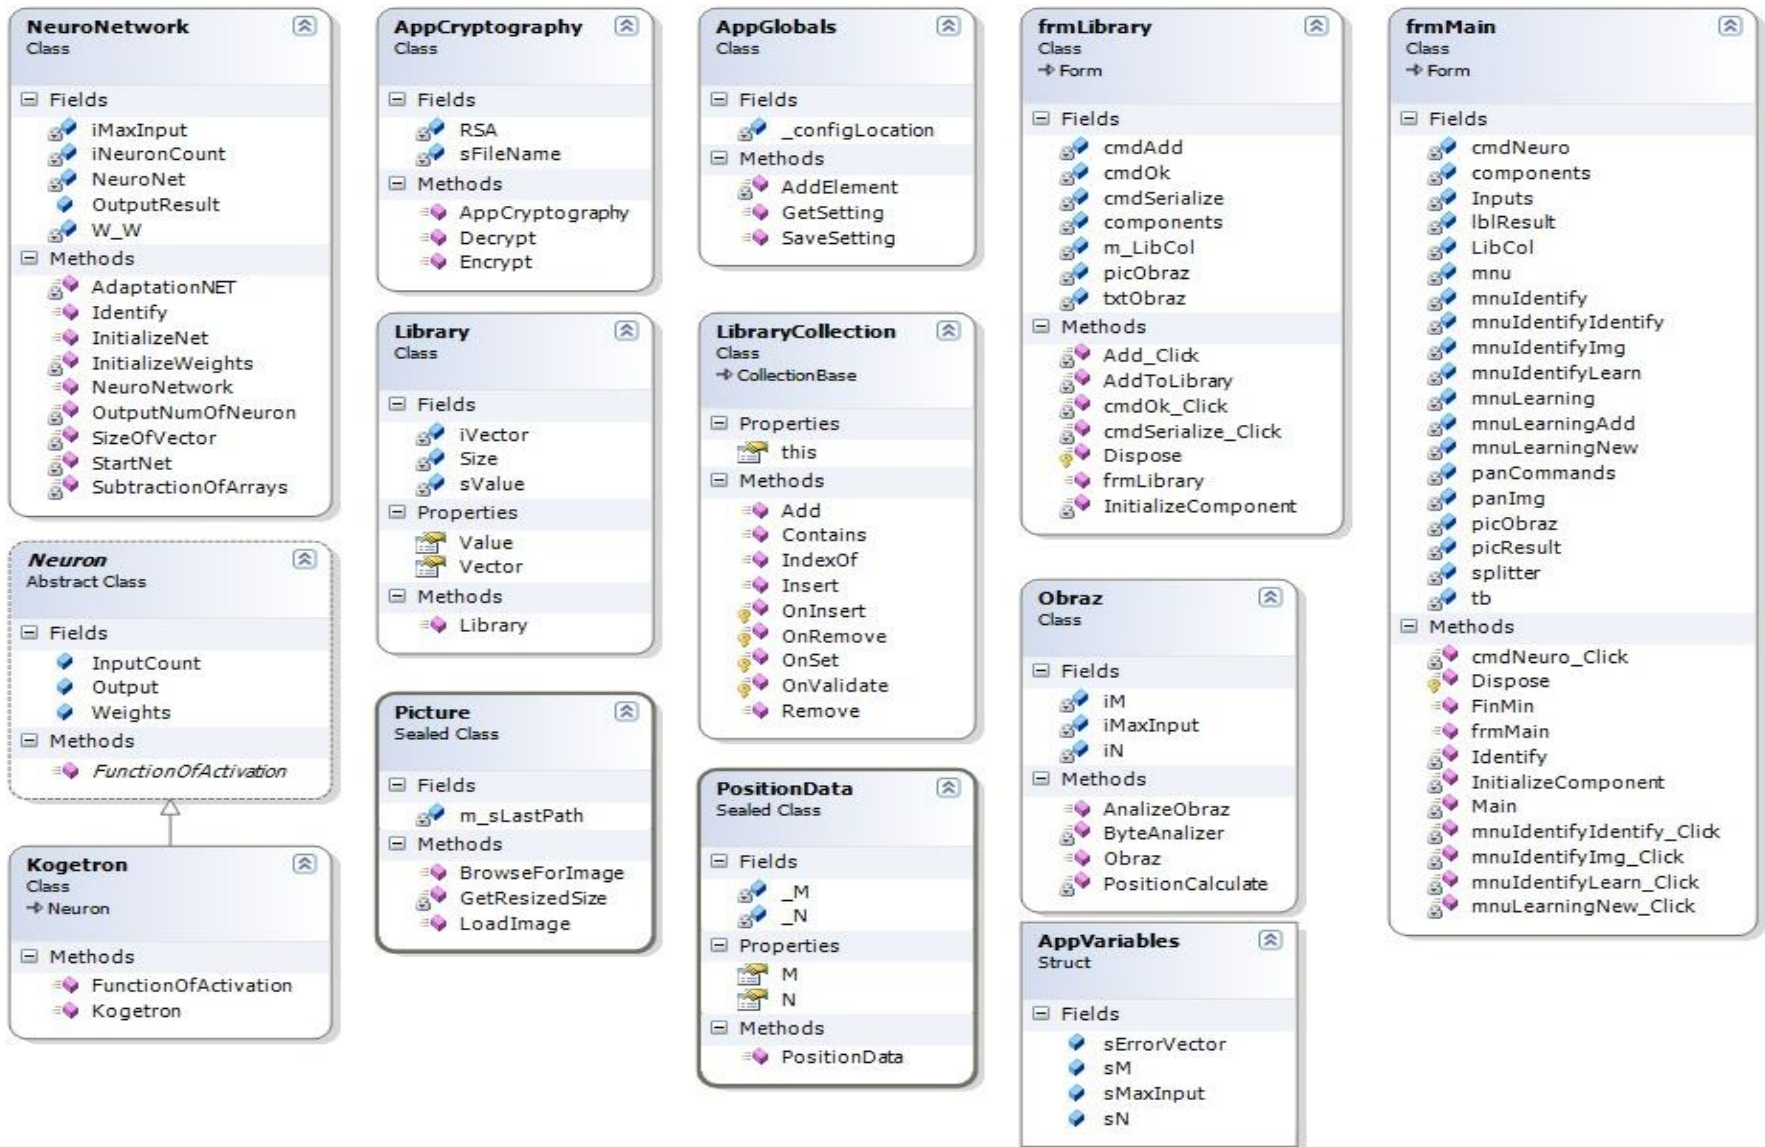 NeuroNetwork
Class
Fields
iMaxInput
iNeuronCount
NeuroNet
OutputResult
W_W
Methods
AdaptationNET
Identify
InitializeNet
InitializeWeights
NeuroNetwork
OutputNumOfNeuron
SizeOfVector
StartNet
SubtractionOfArrays
Neuron
Abstract Class
Fields
InputCount
Output
Weights
Methods
FunctionOfActivation
Kogetron
Class
Neuron
Methods
FunctionOfActivation
Kogetron
AppCryptography
Class
Fields
RSA
sFileName
Methods
AppCryptography
Decrypt
Encrypt
Library
Class
Fields
iVector
Size
sValue
Properties
Value
Vector
Methods
Library
Picture
Sealed Class
Fields
m_sLastPath
Methods
BrowseForImage
GetResizedSize
LoadImage
AppGlobals
Class
Fields
_configLocation
Methods
AddElement
GetSetting
SaveSetting
LibraryCollection
Class
CollectionBase
Properties
this
Methods
Add
Contains
IndexOf
Insert
OnInsert
OnRemove
OnSet
OnValidate
Remove
PositionData
Sealed Class
Fields
_M
_N
Properties
M
N
Methods
PositionData
frmLibrary
Class
Form
Fields
cmdAdd
cmdOk
cmdSerialize
components
m_LibCol
picObraz
txtObraz
Methods
Add_Click
AddToLibrary
cmdOk_Click
cmdSerialize_Click
Dispose
frmLibrary
InitializeComponent
Obraz
Class
Fields
iM
iMaxInput
iN
Methods
AnalizeObraz
ByteAnalizer
Obraz
PositionCalculate
AppVariables
Struct
Fields
sErrorVector
sM
sMaxInput
sN
frmMain
Class
Form
Fields
cmdNeuro
components
Inputs
lblResult
LibCol
mnu
mnuIdentify
mnuIdentifyIdentify
mnuIdentifyImg
mnuIdentifyLearn
mnuLearning
mnuLearningAdd
mnuLearningNew
panCommands
panImg
picObraz
picResult
splitter
tb
Methods
cmdNeuro_Click
Dispose
FinMin
frmMain
Identify
InitializeComponent
Main
mnuIdentifyIdentify_Click
mnuIdentifyImg_Click
mnuIdentifyLearn_Click
mnuLearningNew_Click